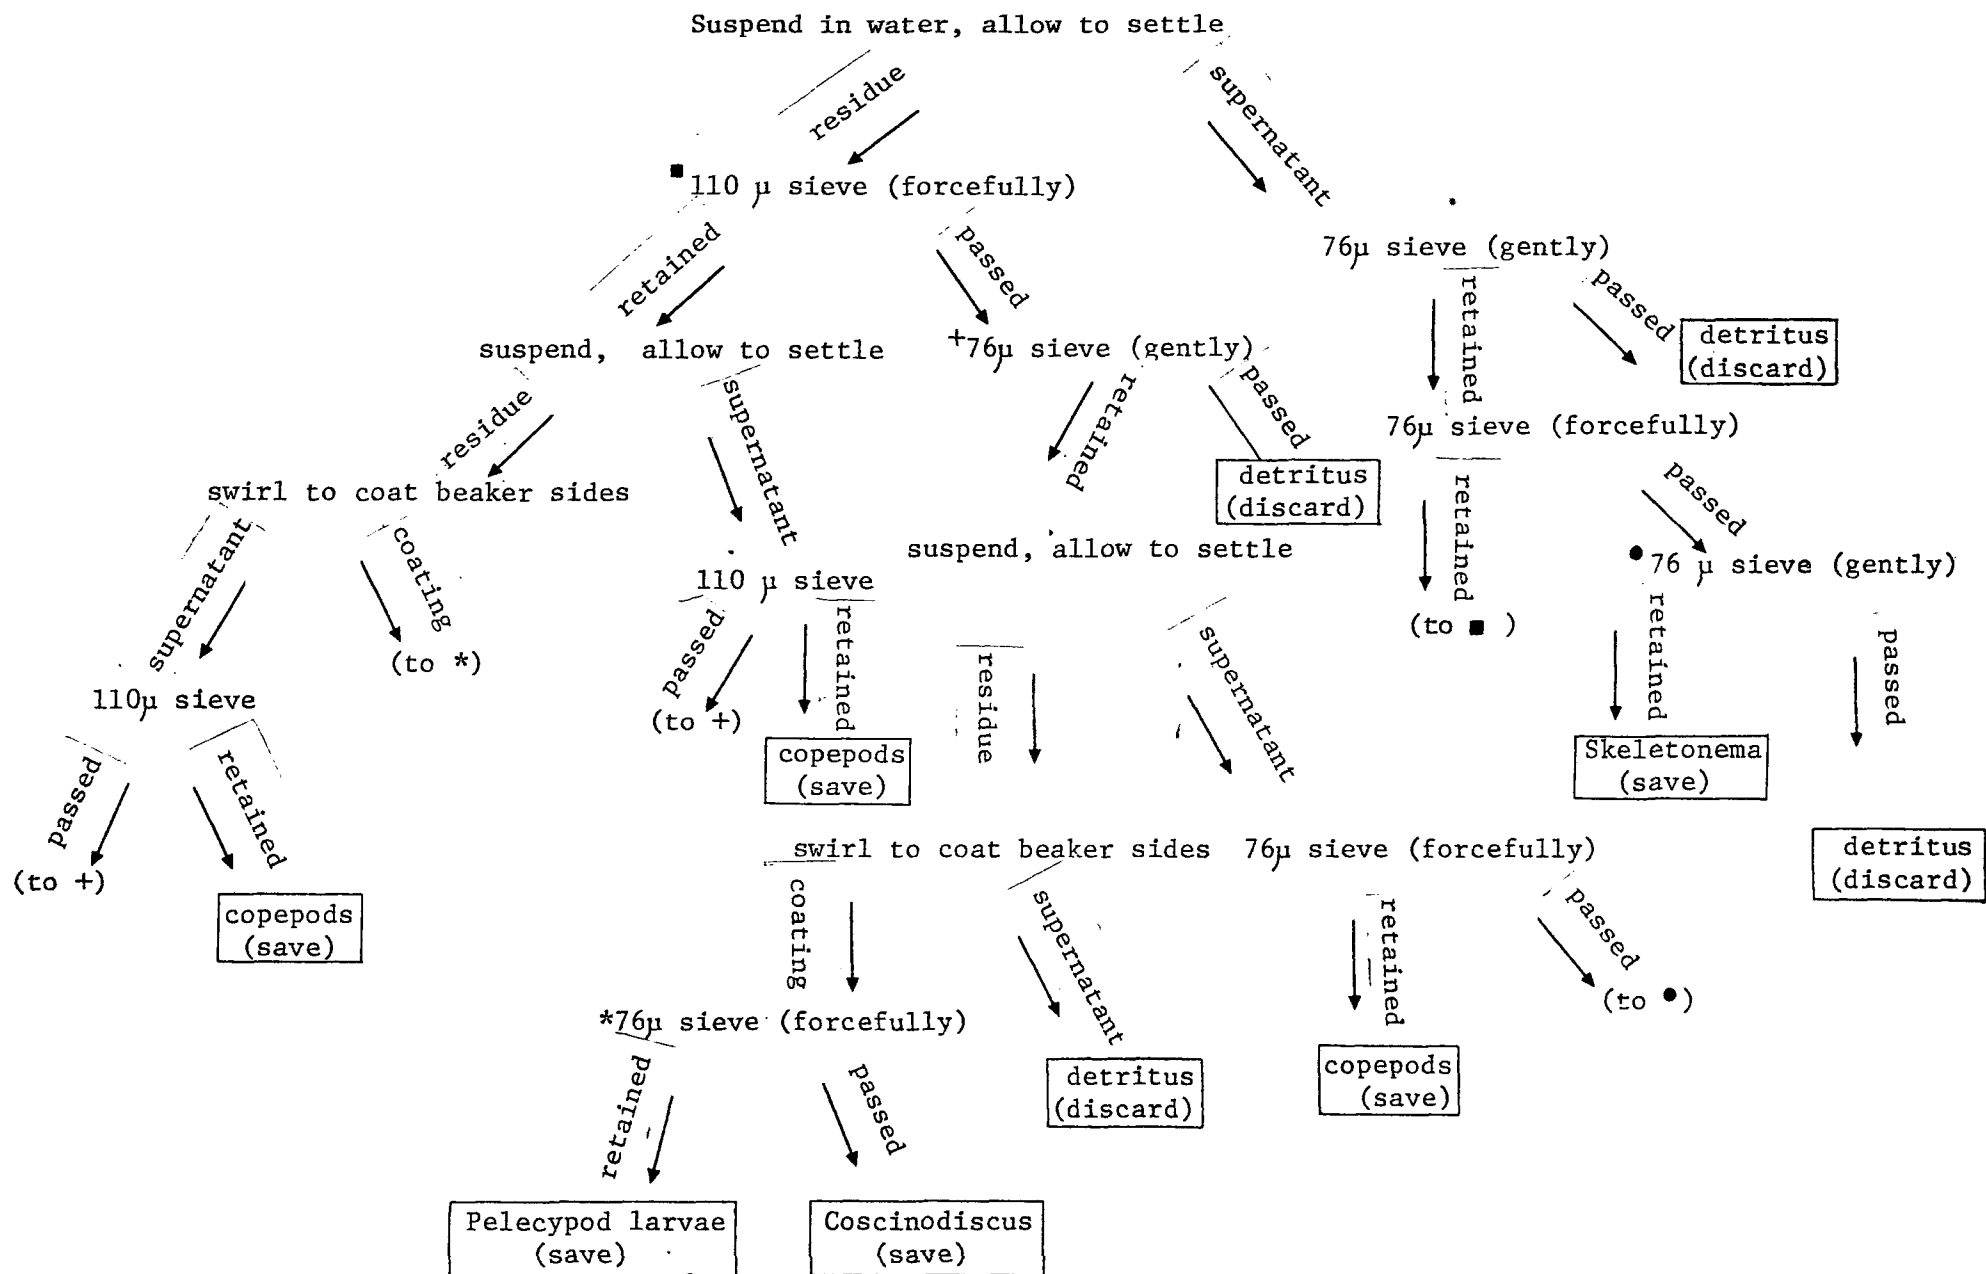 Suspend in water, allow to settle
residue
supernatant
■ 110 μ sieve (forcefully)
retained
passed
76μ sieve (gently)
retained
passed
detritus
(discard)
suspend, allow to settle
+76μ sieve (gently)
residue
supernatant
retained
passed
detritus
(discard)
76μ sieve (forcefully)
retained
passed
(to ■ )
swirl to coat beaker sides
supernatant
coating
(to *)
110 μ sieve
passed
retained
(to +)
copepods
(save)
suspend, allow to settle
residue
supernatant
● 76 μ sieve (gently)
retained
passed
Skeletonema
(save)
detritus
(discard)
110μ sieve
passed
retained
(to +)
copepods
(save)
swirl to coat beaker sides
coating
supernatant
76μ sieve (forcefully)
retained
passed
(to ●)
copepods
(save)
*76μ sieve (forcefully)
retained
passed
detritus
(discard)
Pelecypod larvae
(save)
Coscinodiscus
(save)